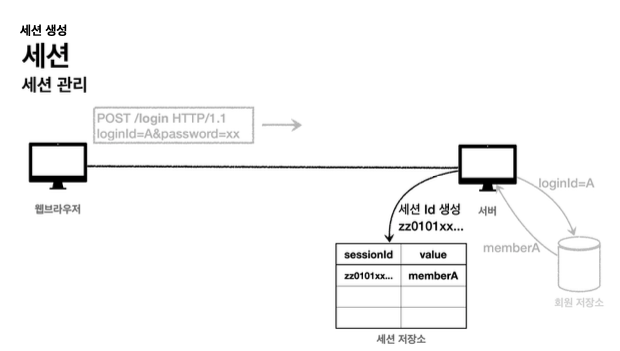 세션 생성
세션
세션 관리
POST /login HTTP/1.1
loginId=A&password=xx
웹브라우저
서버
loginId=A
세션 Id 생성
zz0101xx...
memberA
sessionId value
zz0101xx... memberA
회원 저장소
세션 저장소